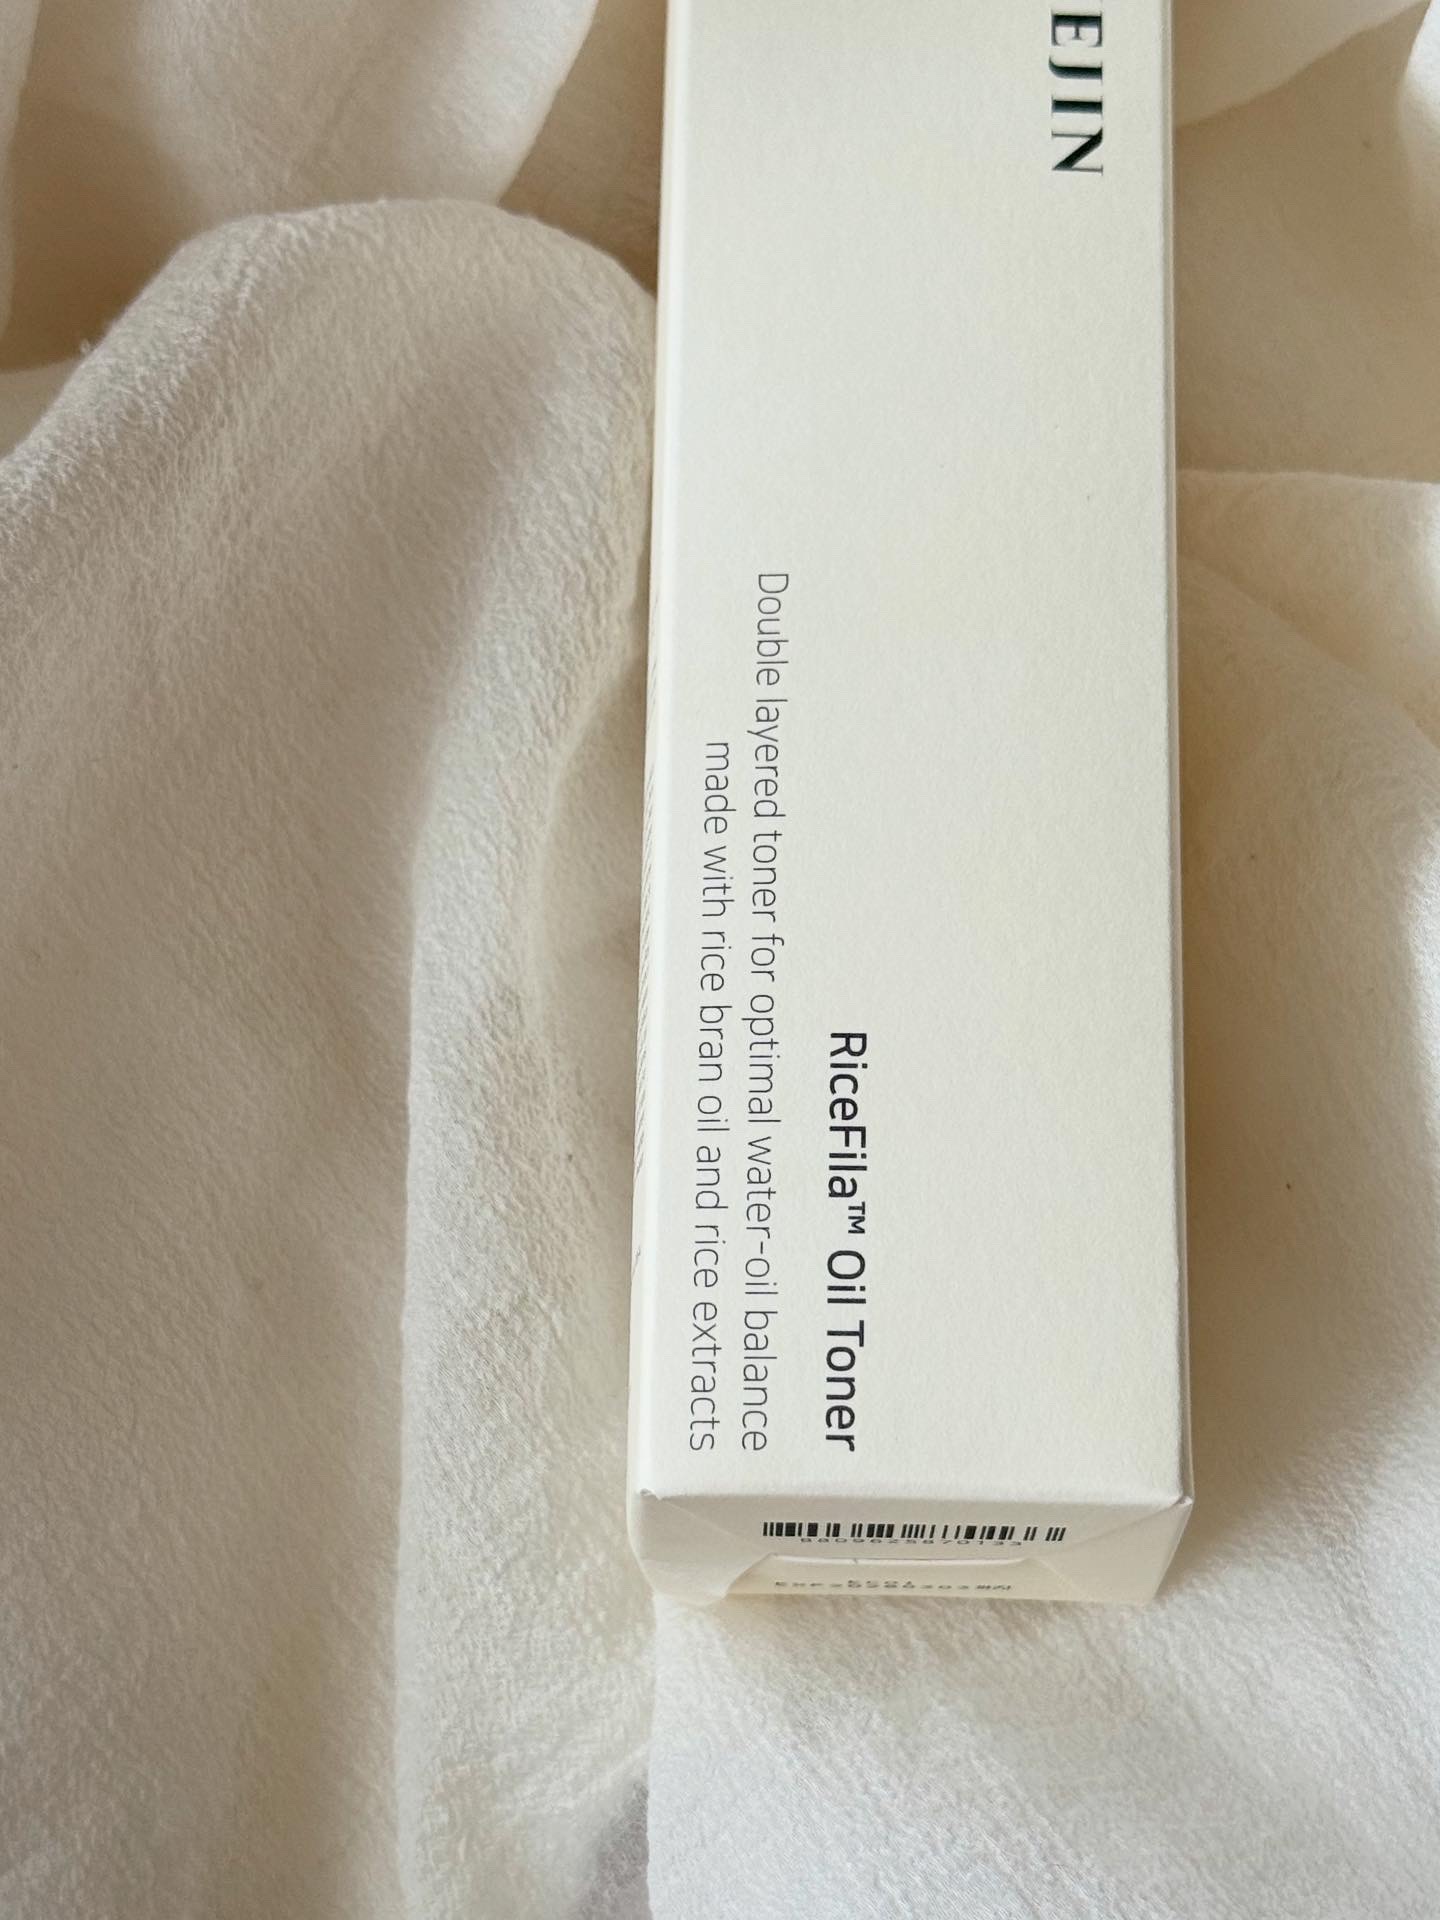 EJIN
RiceFila™ Oil Toner
Double layered toner for optimal water-oil balance
made with rice bran oil and rice extracts
8809625870133